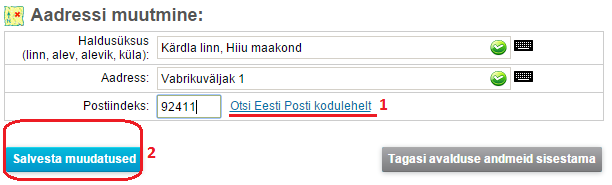 Aadressi muutmine:
Haldusüksus
(linn, alev, alevik, küla):
Kärdla linn, Hiiu maakond
Aadress:
Vabrikuväljak 1
Postiindeks:
92411
Otsi Eesti Posti kodulehelt
1
Salvesta muudatused
2
Tagasi avalduse andmeid sisestama